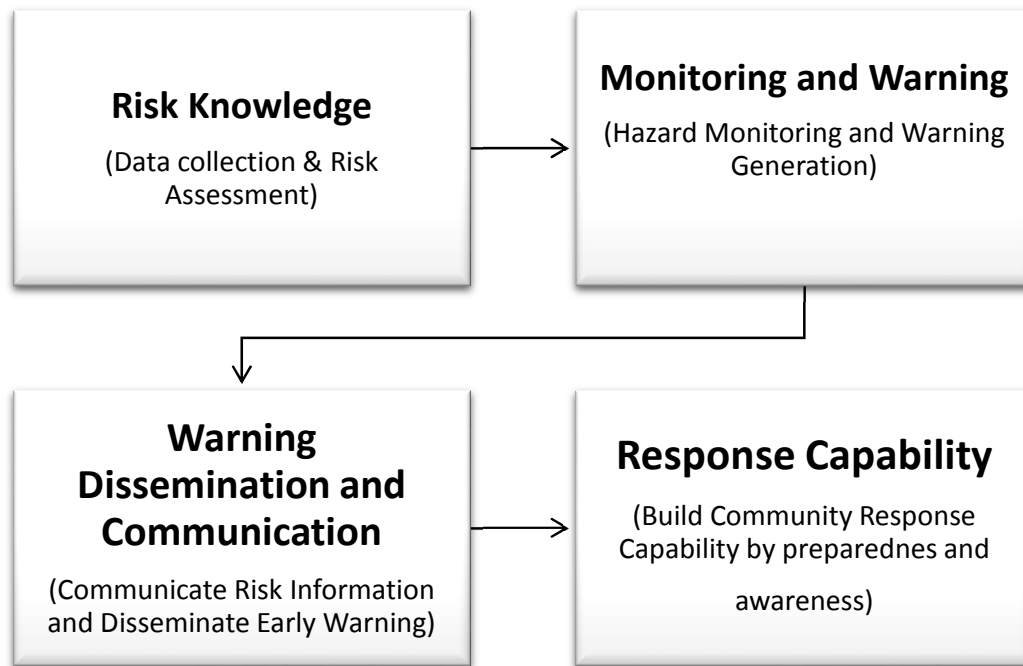 Risk Knowledge
(Data collection & Risk
Assessment)
Monitoring and Warning
(Hazard Monitoring and Warning
Generation)
Warning
Dissemination and
Communication
(Communicate Risk Information
and Disseminate Early Warning)
Response Capability
(Build Community Response
Capability by preparednes and
awareness)